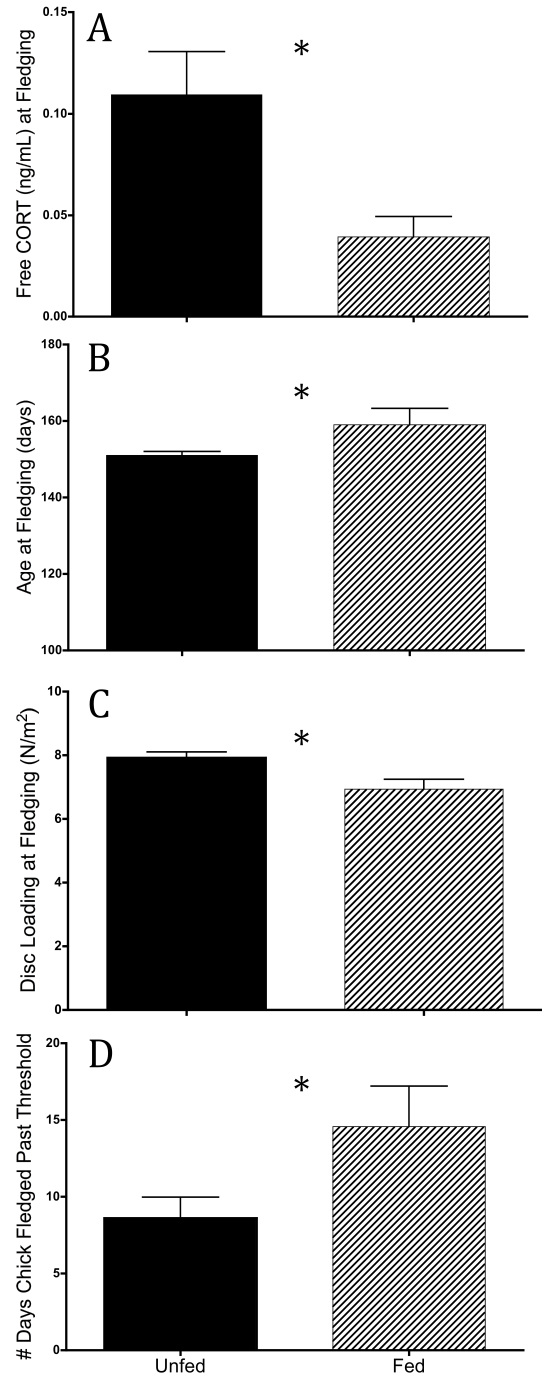 A
*
Free CORT (ng/mL) at Fledging
0.15
0.10
0.05
0.00
B
*
Age at Fledging (days)
180
160
140
120
100
C
*
Disc Loading at Fledging (N/m²)
10
8
6
4
2
0
D
*
# Days Chick Fledged Past Threshold
20
15
10
5
0
Unfed Fed